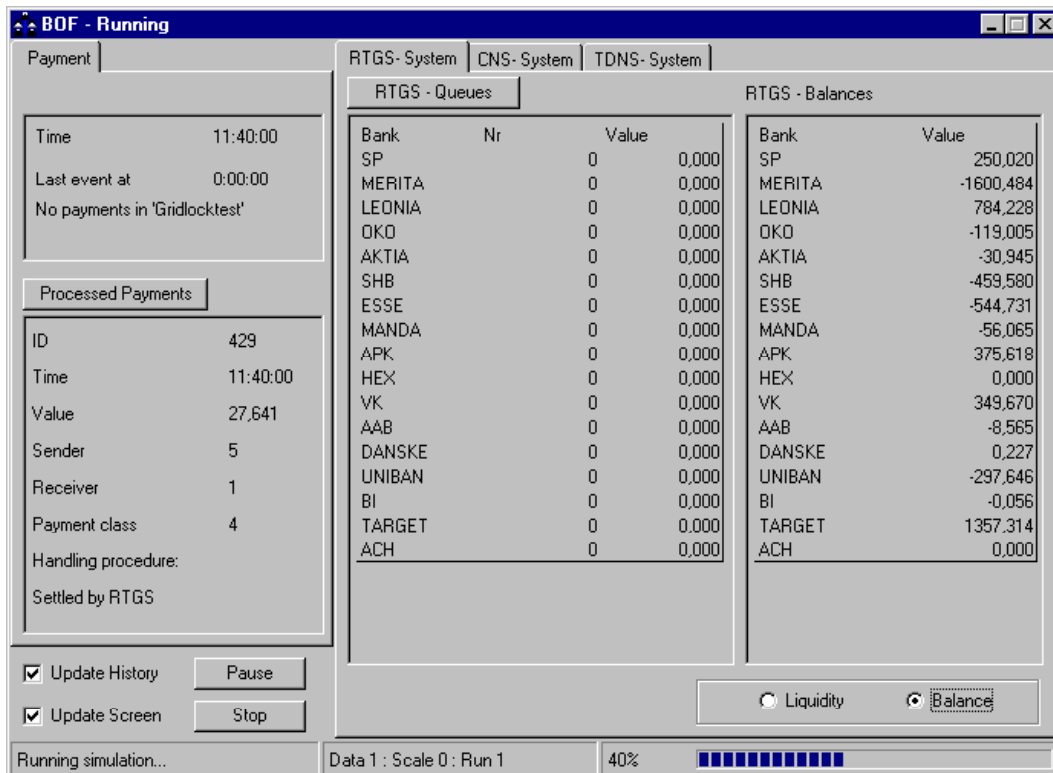 BOF - Running
Payment
Time 11:40:00
Last event at 0:00:00
No payments in 'Gridlocktest'
Processed Payments
ID 429
Time 11:40:00
Value 27,641
Sender 5
Receiver 1
Payment class 4
Handling procedure:
Settled by RTGS
Update History Pause
Update Screen Stop
RTGS- System CNS- System TDNS- System
RTGS - Queues
Bank Nr Value
SP 0 0,000
MERITA 0 0,000
LEONIA 0 0,000
OKO 0 0,000
AKTIA 0 0,000
SHB 0 0,000
ESSE 0 0,000
MANDA 0 0,000
APK 0 0,000
HEX 0 0,000
VK 0 0,000
AAB 0 0,000
DANSKE 0 0,000
UNIBAN 0 0,000
BI 0 0,000
TARGET 0 0,000
ACH 0 0,000
RTGS - Balances
Bank Value
SP 250,020
MERITA -1600,484
LEONIA 784,228
OKO -119,005
AKTIA -30,945
SHB -459,580
ESSE -544,731
MANDA -56,065
APK 375,618
HEX 0,000
VK 349,670
AAB -8,565
DANSKE 0,227
UNIBAN -297,646
BI -0,056
TARGET 1357,314
ACH 0,000
Liquidity Balance
Running simulation... Data 1 : Scale 0 : Run 1 40%